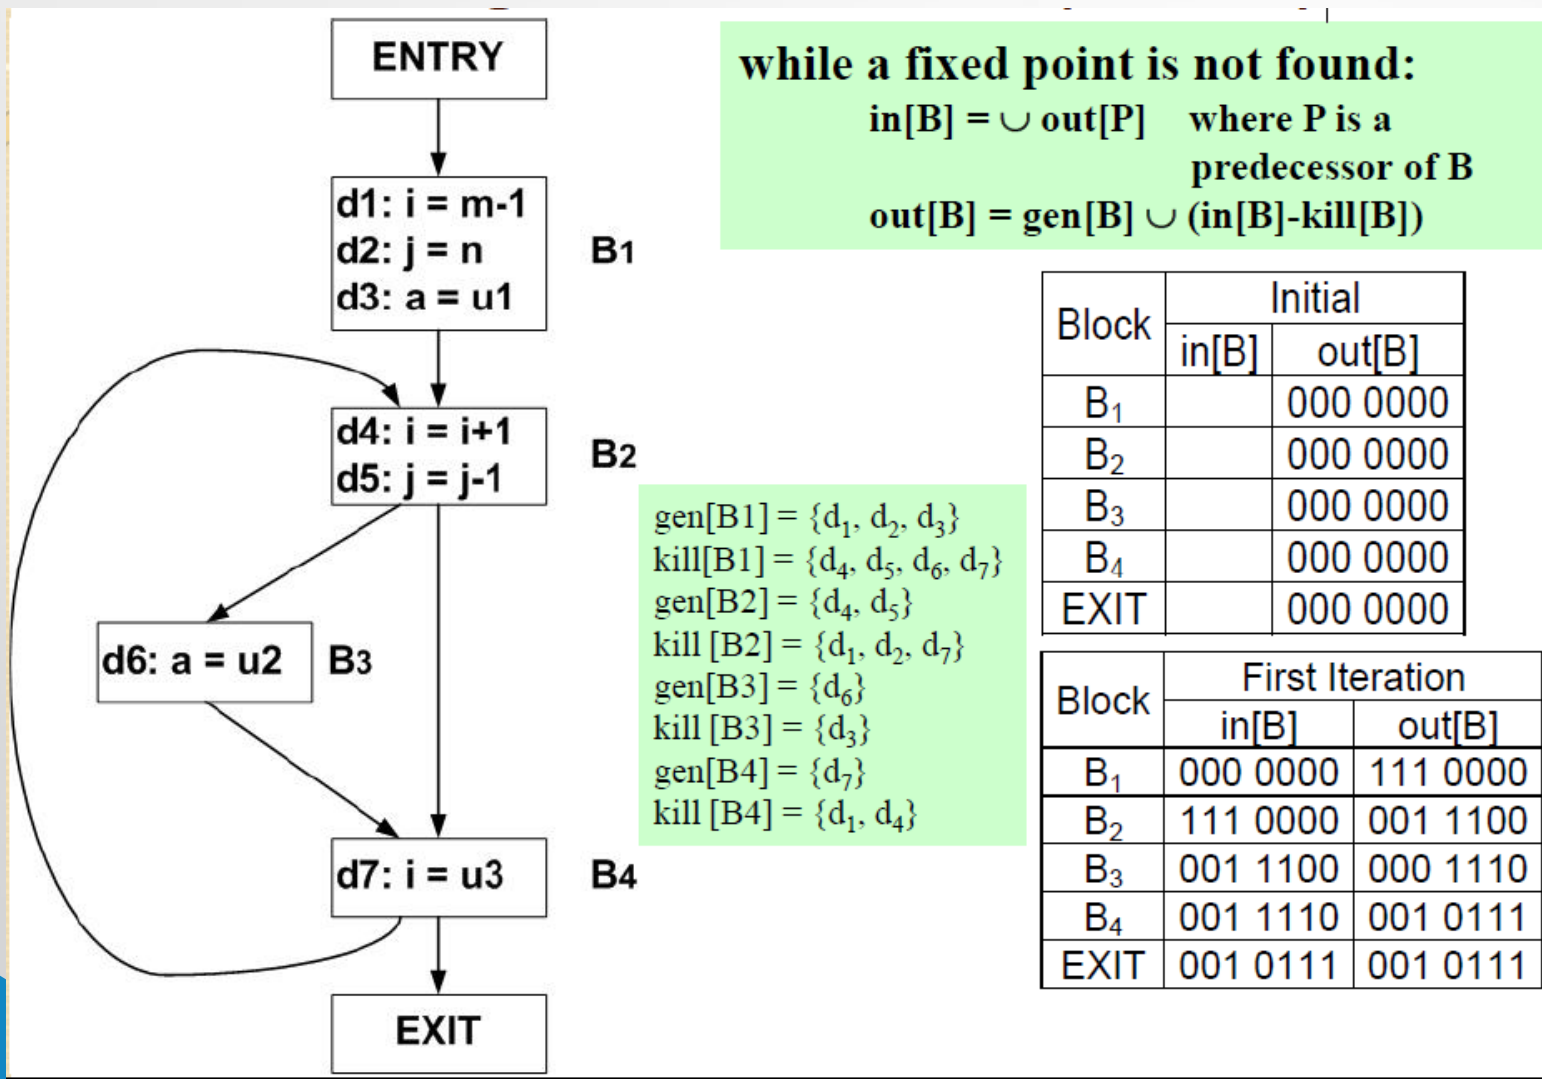 ENTRY
d1: i = m-1
d2: j = n
d3: a = u1
B1
d4: i = i+1
d5: j = j-1
B2
d6: a = u2
B3
d7: i = u3
B4
EXIT
while a fixed point is not found:
in[B] = ∪ out[P] where P is a
predecessor of B
out[B] = gen[B] ∪ (in[B]-kill[B])
gen[B1] = {d₁, d₂, d₃}
kill[B1] = {d₄, d₅, d₆, d₇}
gen[B2] = {d₄, d₅}
kill [B2] = {d₁, d₂, d₇}
gen[B3] = {d₆}
kill [B3] = {d₃}
gen[B4] = {d₇}
kill [B4] = {d₁, d₄}
Block Initial
in[B] out[B]
B₁ 000 0000
B₂ 000 0000
B₃ 000 0000
B₄ 000 0000
EXIT 000 0000
Block First Iteration
in[B] out[B]
B₁ 000 0000 111 0000
B₂ 111 0000 001 1100
B₃ 001 1100 000 1110
B₄ 001 1110 001 0111
EXIT 001 0111 001 0111